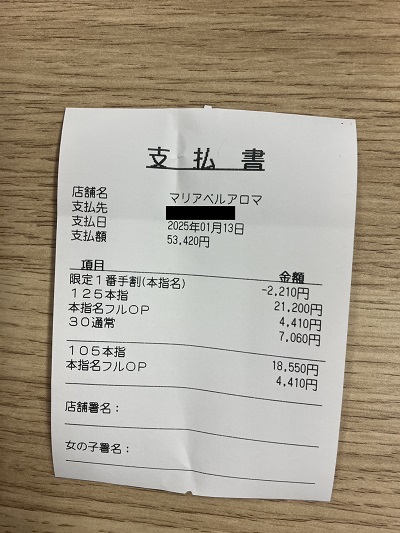 支払書
店舗名 マリアベルアロマ
支払先
支払日 2025年01月13日
支払額 53,420円
項目 金額
限定1番手割(本指名) -2,210円
125本指 21,200円
本指名フルOP 4,410円
30通常 7,060円
105本指 18,550円
本指名フルOP 4,410円
店舗署名:
女の子署名: